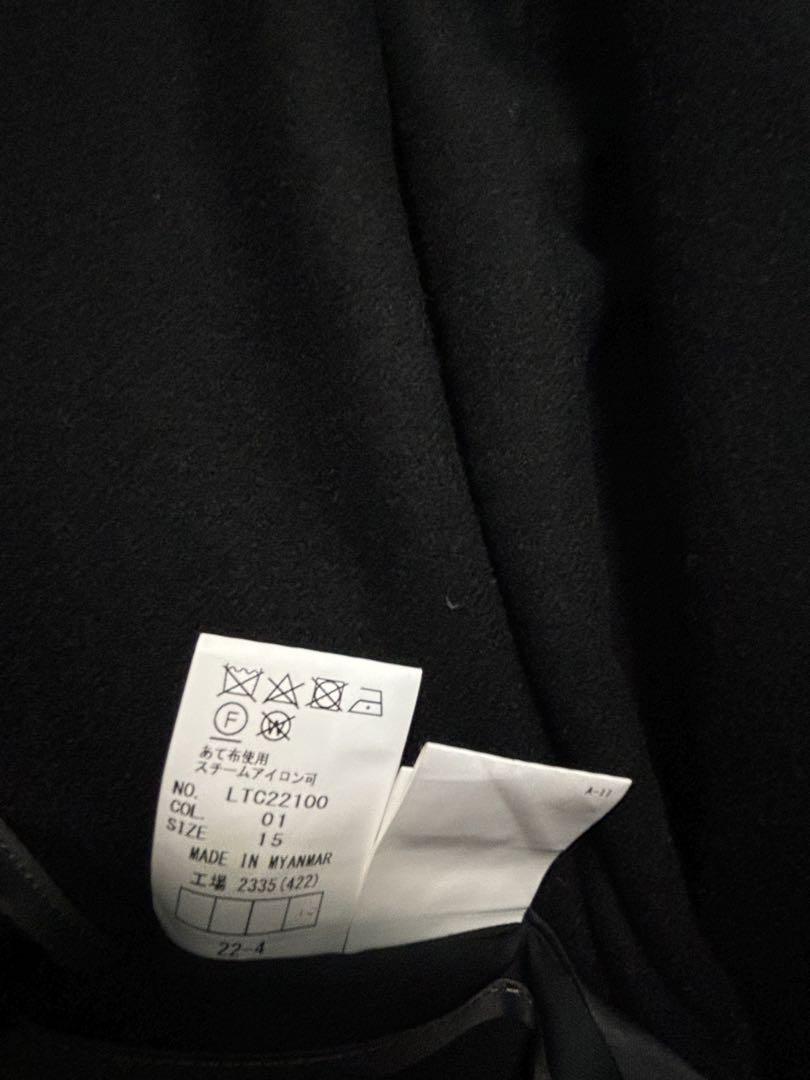 F W
あて布使用
スチームアイロン可
NO. LTC22100
COL. 01
SIZE 15
MADE IN MYANMAR
工場 2335(422)
22-4
A-11